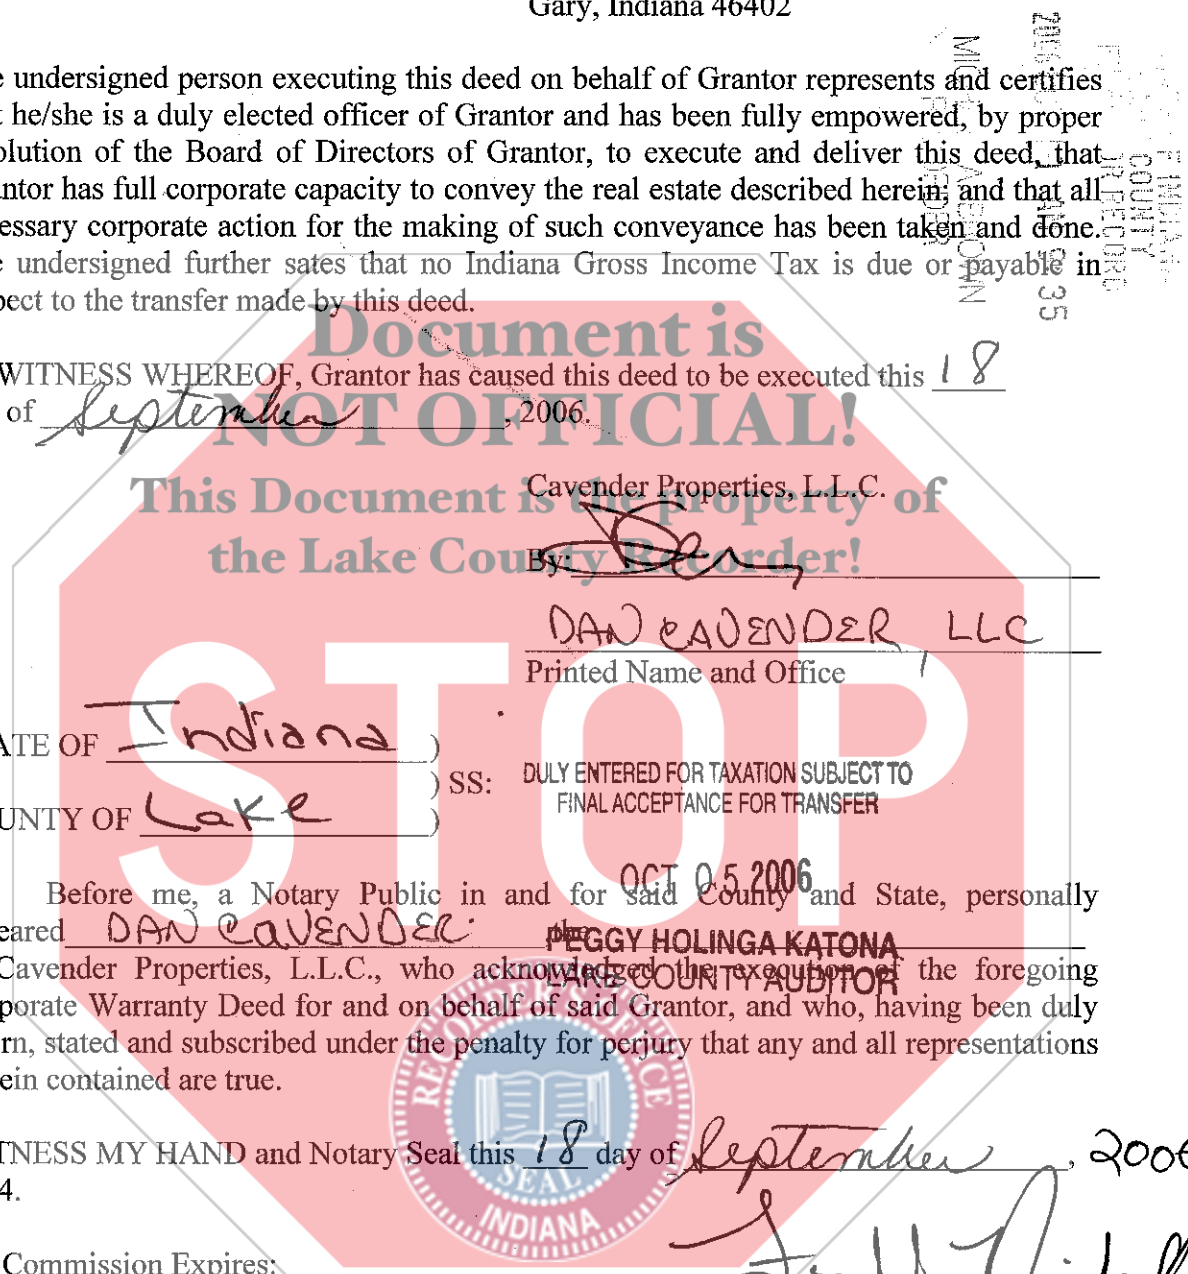 Gary, Indiana 46402
undersigned person executing this deed on behalf of Grantor represents and certifies
he/she is a duly elected officer of Grantor and has been fully empowered, by proper
olution of the Board of Directors of Grantor, to execute and deliver this deed, that
ntor has full corporate capacity to convey the real estate described herein; and that all
essary corporate action for the making of such conveyance has been taken and done.
undersigned further sates that no Indiana Gross Income Tax is due or payable in
pect to the transfer made by this deed.
Document is
WITNESS WHEREOF, Grantor has caused this deed to be executed this 18
of September, 2006.
NOT OFFICIAL!
Cavender Properties, L.L.C.
This Document is the property of
the Lake County Recorder!
By:
DAN CAVENDER, LLC
Printed Name and Office
STOP
ATE OF Indiana )
) SS:
UNTY OF Lake )
DULY ENTERED FOR TAXATION SUBJECT TO
FINAL ACCEPTANCE FOR TRANSFER
OCT 05 2006
Before me, a Notary Public in and for said County and State, personally
eared DAN CAVENDER the
PEGGY HOLINGA KATONA
LAKE COUNTY AUDITOR
Cavender Properties, L.L.C., who acknowledged the execution of the foregoing
porate Warranty Deed for and on behalf of said Grantor, and who, having been duly
rn, stated and subscribed under the penalty for perjury that any and all representations
ein contained are true.
RECORDER'S OFFICE
SEAL
INDIANA
TNESS MY HAND and Notary Seal this 18 day of September, 2006
4.
Commission Expires: